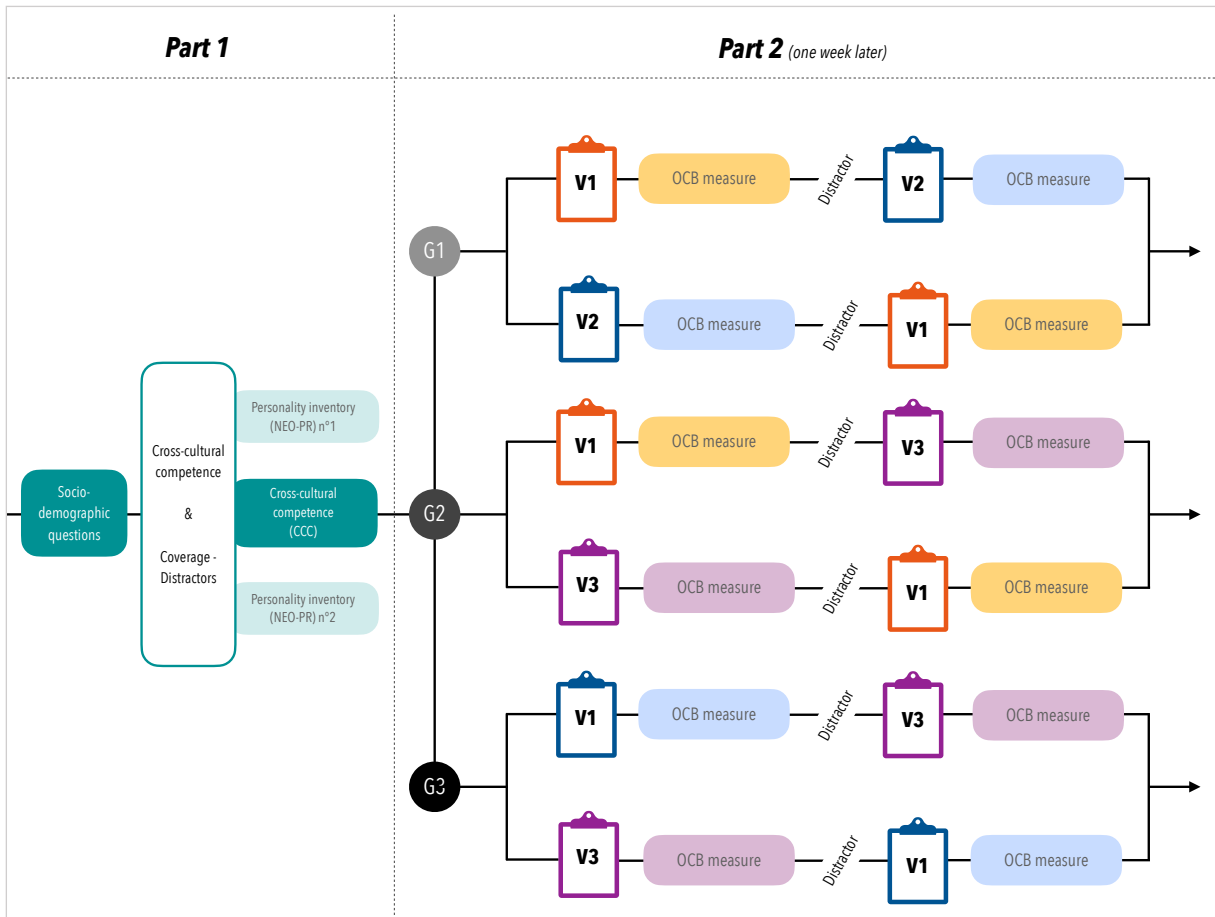 Part 1
Part 2 (one week later)
Socio-
demographic
questions
Cross-cultural
competence
&
Coverage -
Distractors
Personality inventory
(NEO-PR) n°1
Cross-cultural
competence
(CCC)
Personality inventory
(NEO-PR) n°2
G1
V1
OCB measure
Distractor
V2
OCB measure
V2
OCB measure
Distractor
V1
OCB measure
G2
V1
OCB measure
Distractor
V3
OCB measure
V3
OCB measure
Distractor
V1
OCB measure
G3
V1
OCB measure
Distractor
V3
OCB measure
V3
OCB measure
Distractor
V1
OCB measure